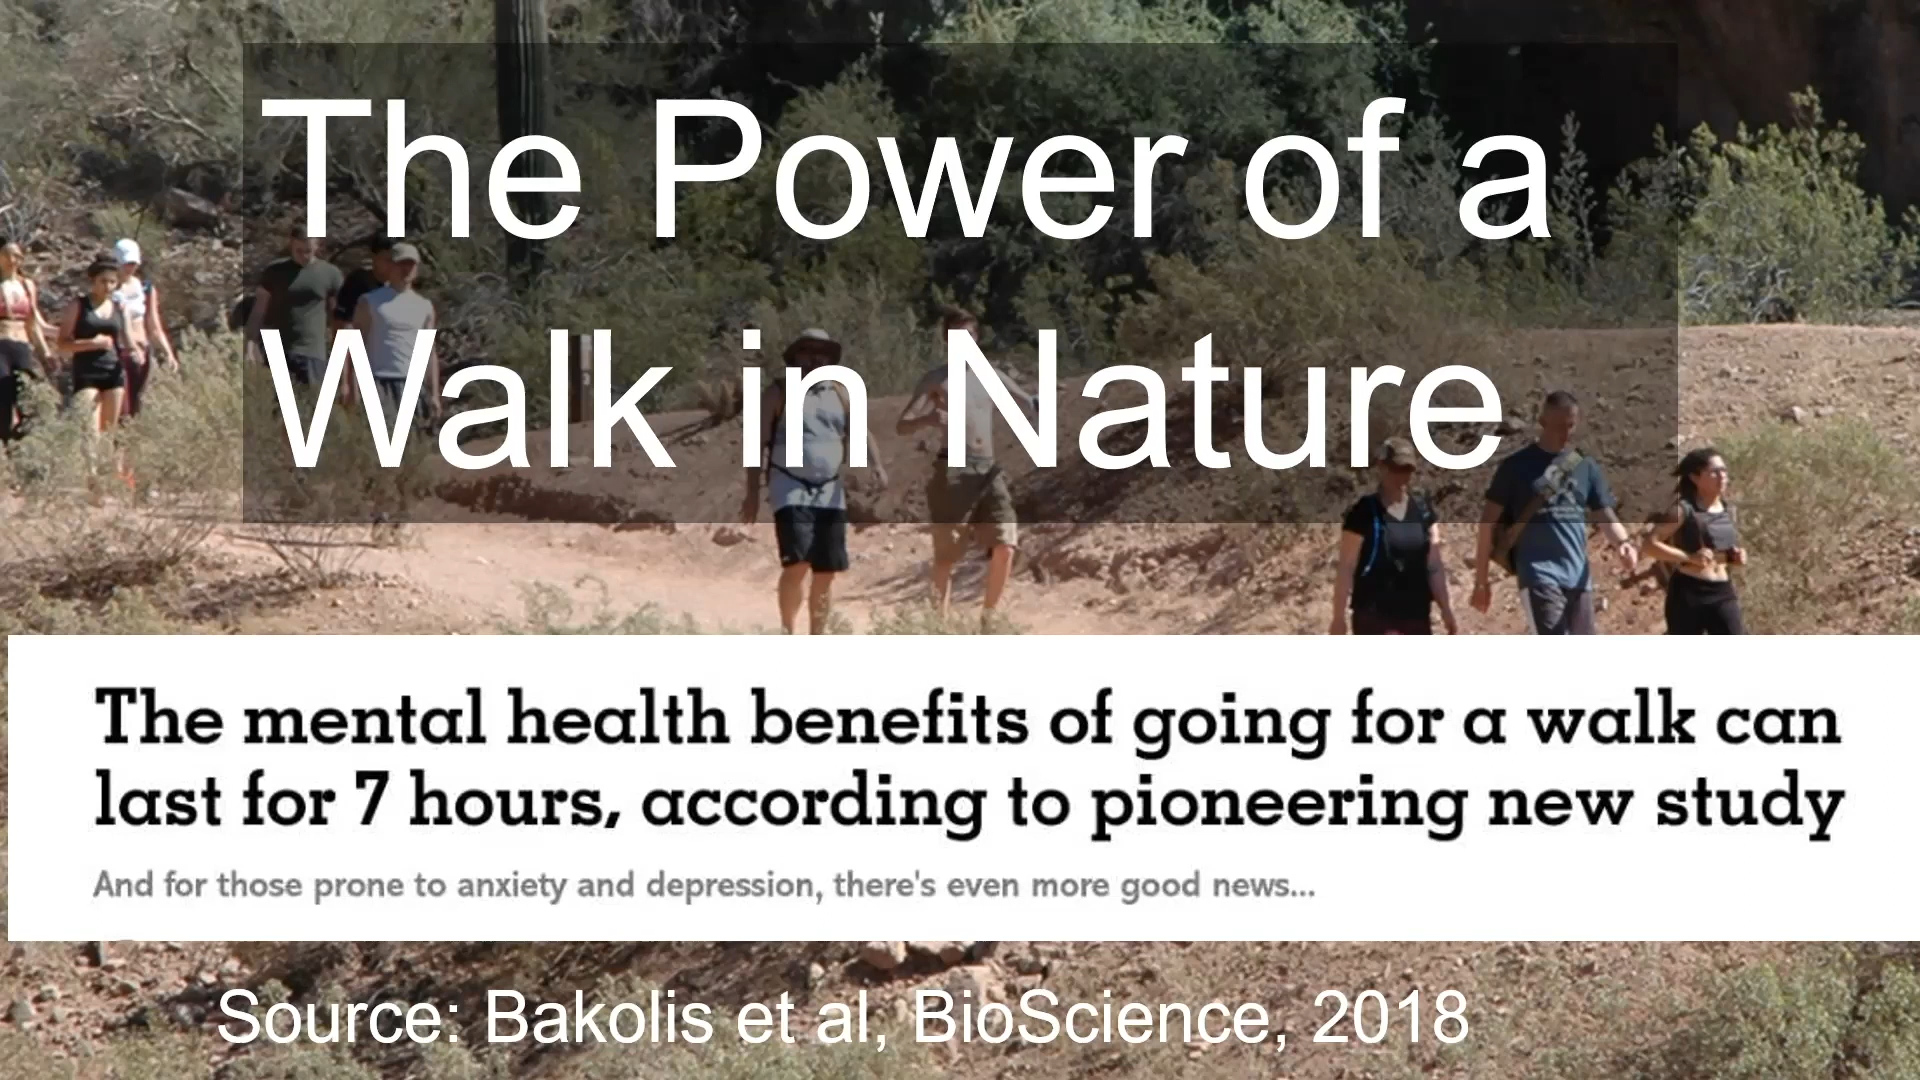 The Power of a
Walk in Nature
The mental health benefits of going for a walk can
last for 7 hours, according to pioneering new study
And for those prone to anxiety and depression, there's even more good news...
Source: Bakolis et al, BioScience, 2018